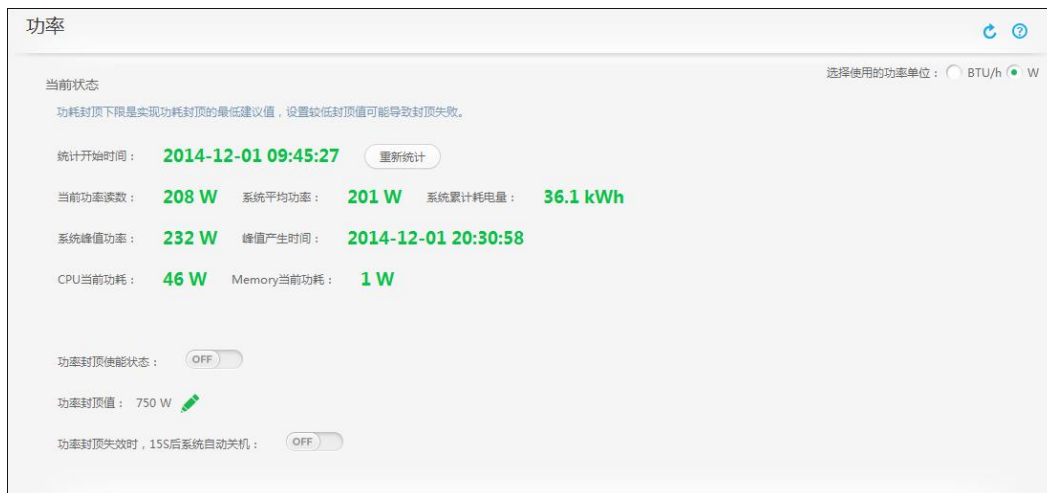 功率
选择使用的功率单位： BTU/h W
当前状态
功耗封顶下限是实现功耗封顶的最低建议值，设置较低封顶值可能导致封顶失败。
统计开始时间： 2014-12-01 09:45:27 重新统计
当前功率读数： 208 W 系统平均功率： 201 W 系统累计耗电量： 36.1 kWh
系统峰值功率： 232 W 峰值产生时间： 2014-12-01 20:30:58
CPU当前功耗： 46 W Memory当前功耗： 1 W
功率封顶使能状态： OFF
功率封顶值： 750 W
功率封顶失效时，15S后系统自动关机： OFF